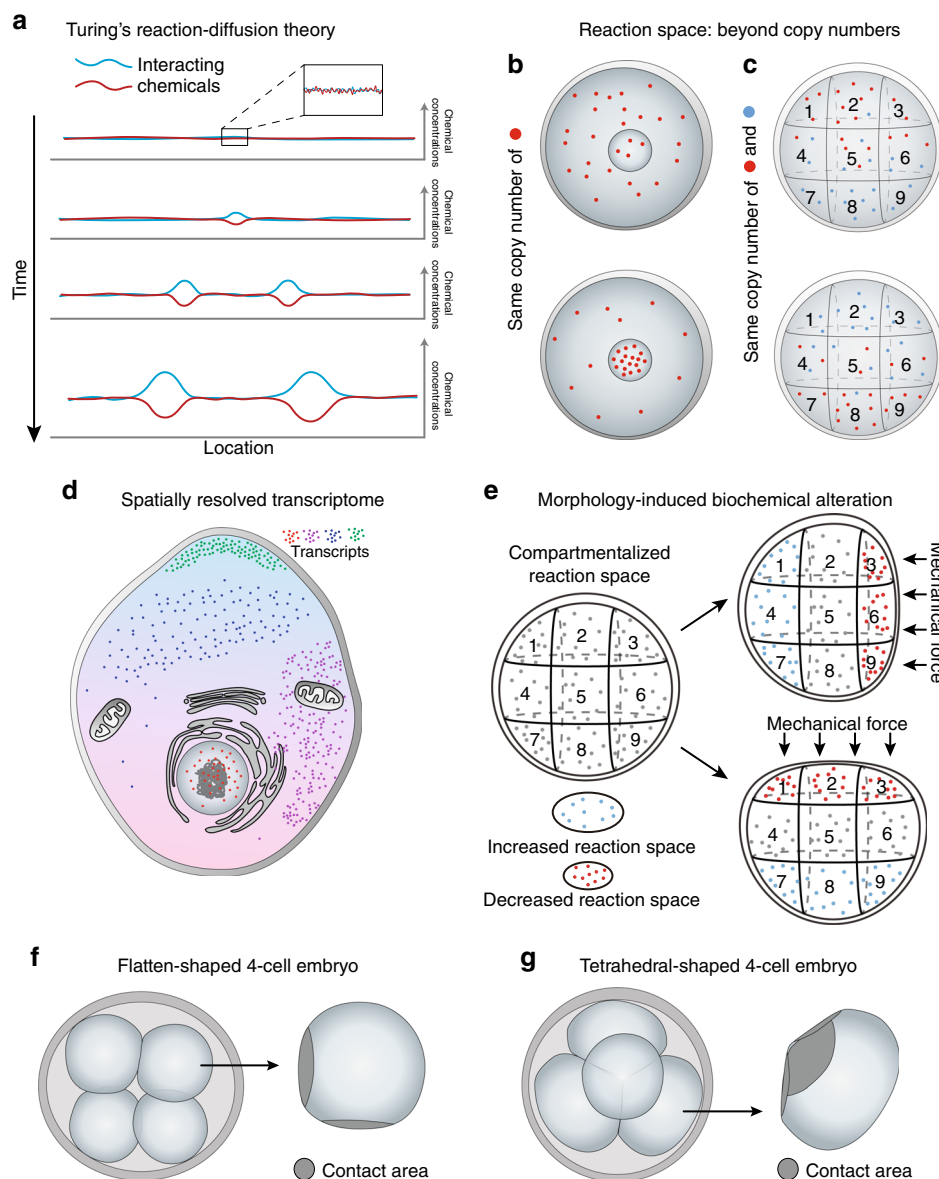 a
Turing's reaction-diffusion theory
Interacting
chemicals
Chemical
concentrations
Chemical
concentrations
Chemical
concentrations
Chemical
concentrations
Time
Location
Reaction space: beyond copy numbers
b
Same copy number of
c
Same copy number of and
1
2
3
4
5
6
7
8
9
1
2
3
4
5
6
7
8
9
d
Spatially resolved transcriptome
Transcripts
e
Morphology-induced biochemical alteration
Compartmentalized
reaction space
1
2
3
4
5
6
7
8
9
Increased reaction space
Decreased reaction space
1
2
3
4
5
6
7
8
9
Mechanical force
Mechanical force
1
2
3
4
5
6
7
8
9
f
Flatten-shaped 4-cell embryo
Contact area
g
Tetrahedral-shaped 4-cell embryo
Contact area